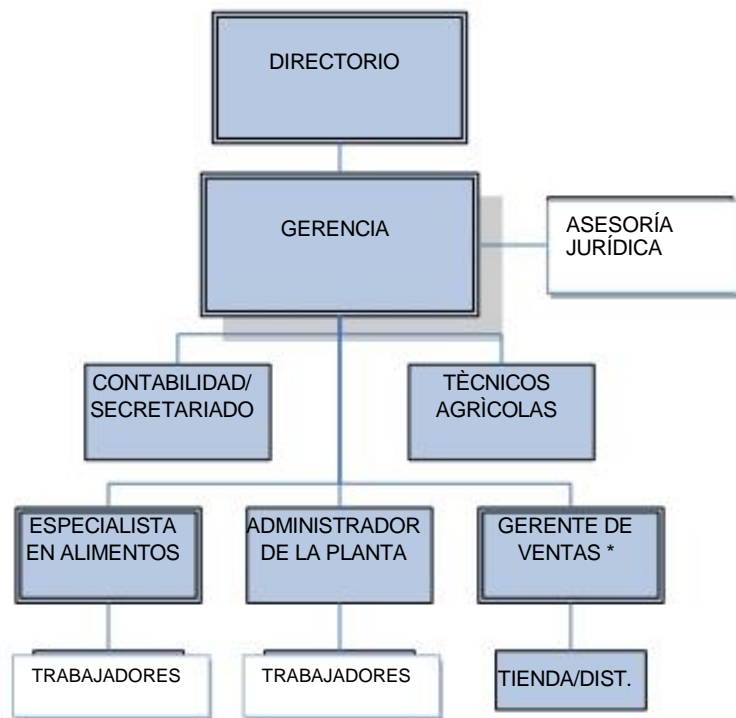 DIRECTORIO
GERENCIA
ASESORÍA
JURÍDICA
CONTABILIDAD/
SECRETARIADO
TÈCNICOS
AGRÌCOLAS
ESPECIALISTA
EN ALIMENTOS
ADMINISTRADOR
DE LA PLANTA
GERENTE DE
VENTAS *
TRABAJADORES
TRABAJADORES
TIENDA/DIST.